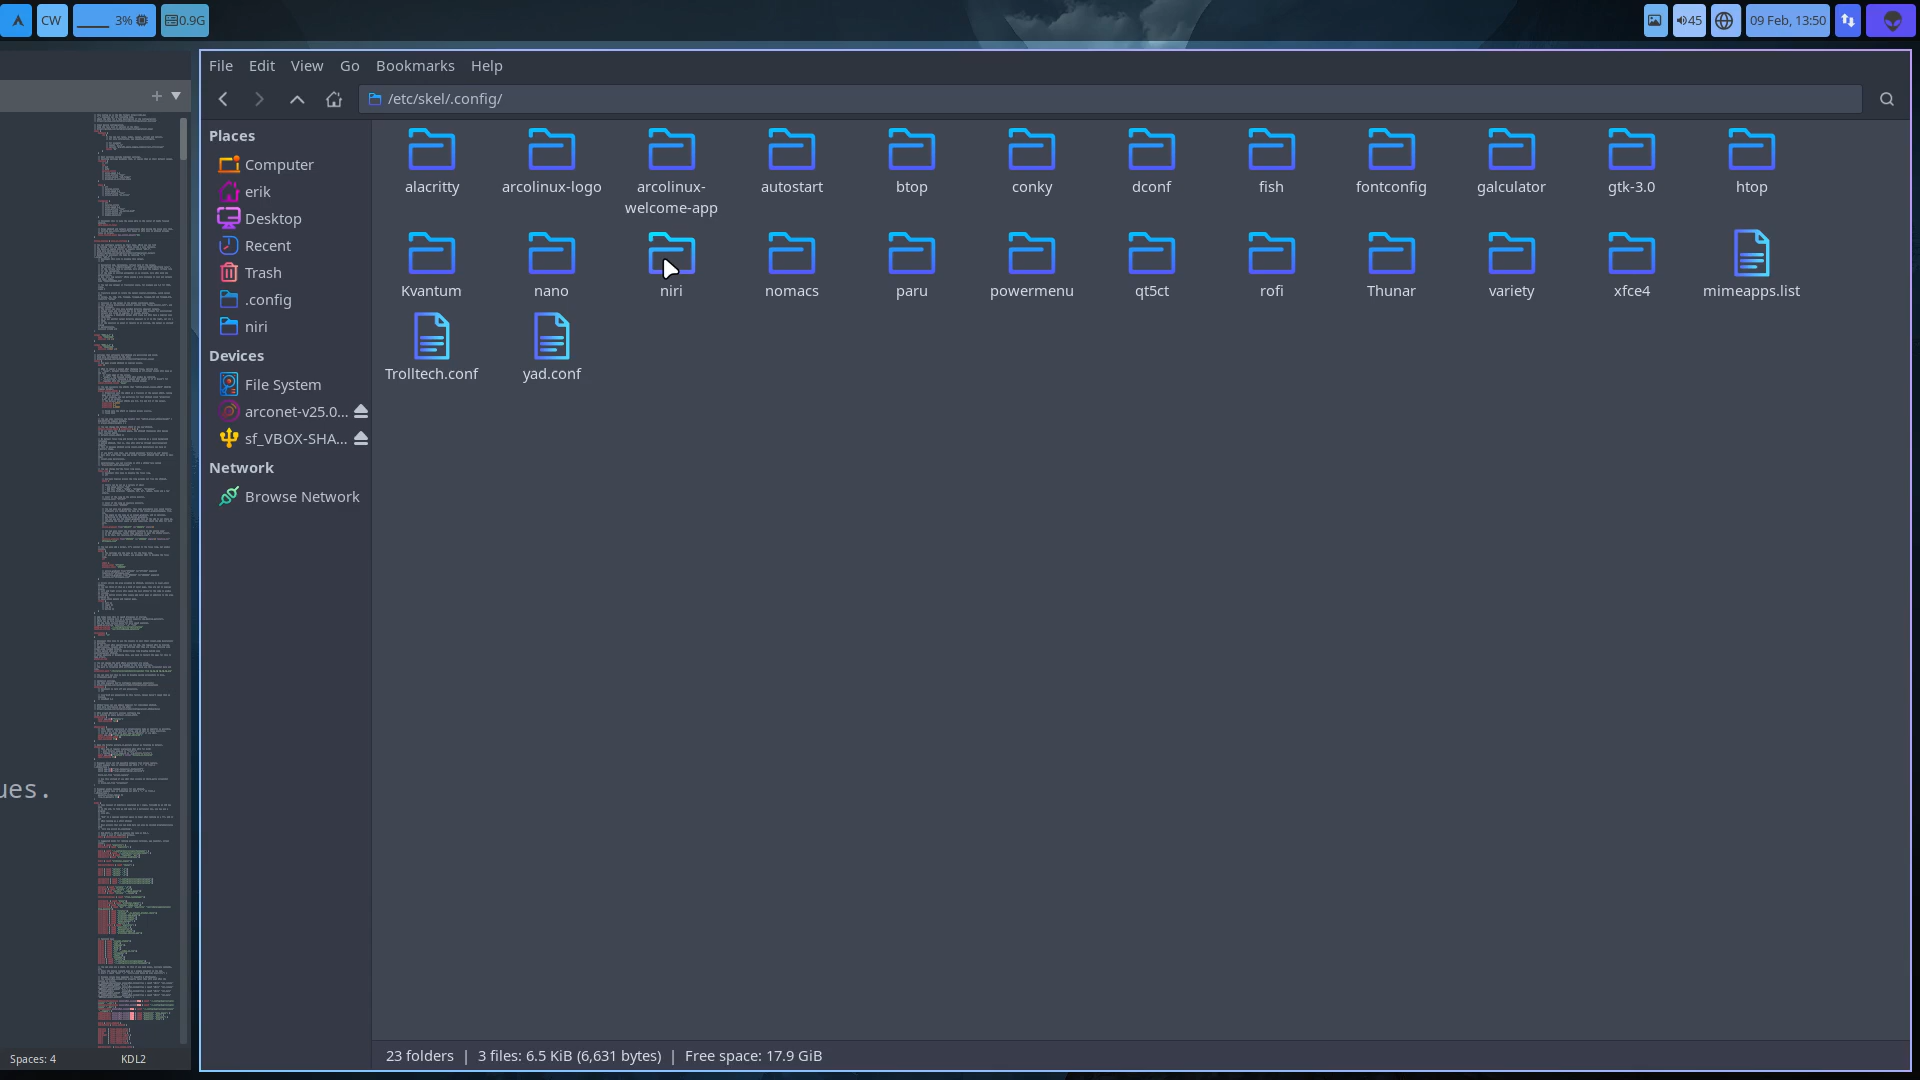 CW
3%
0.9G
45
09 Feb, 13:50
File Edit View Go Bookmarks Help
/etc/skel/.config/
Places
Computer
erik
Desktop
Recent
Trash
.config
niri
Devices
File System
arconet-v25.0...
sf_VBOX-SHA...
Network
Browse Network
alacritty
arcolinux-logo
arcolinux-
welcome-app
autostart
btop
conky
dconf
fish
fontconfig
galculator
gtk-3.0
htop
Kvantum
nano
niri
nomacs
paru
powermenu
qt5ct
rofi
Thunar
variety
xfce4
mimeapps.list
Trolltech.conf
yad.conf
ues.
Spaces: 4 KDL2
23 folders | 3 files: 6.5 KiB (6,631 bytes) | Free space: 17.9 GiB